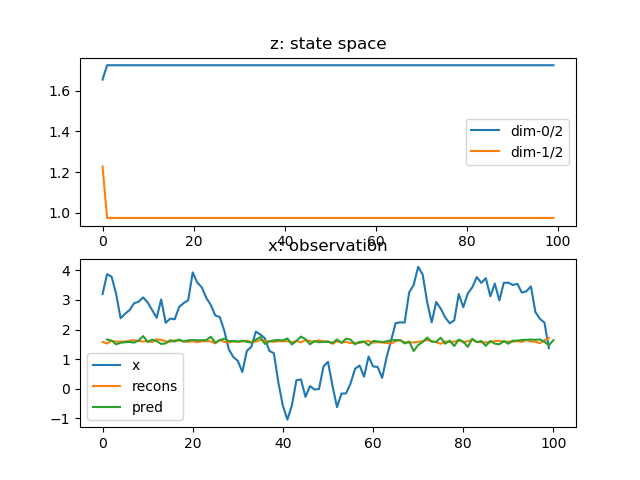 z: state space
1.6
1.4
1.2
1.0
dim-0/2
dim-1/2
0 20 40 60 80 100
x: observation
4
3
2
1
0
−1
x
recons
pred
0 20 40 60 80 100